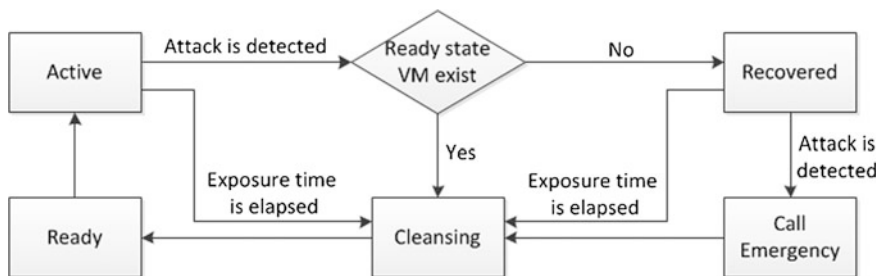 Attack is detected
Ready state
VM exist
No
Active
Recovered
Yes
Attack is
detected
Exposure time
is elapsed
Exposure time
is elapsed
Ready
Cleansing
Call
Emergency